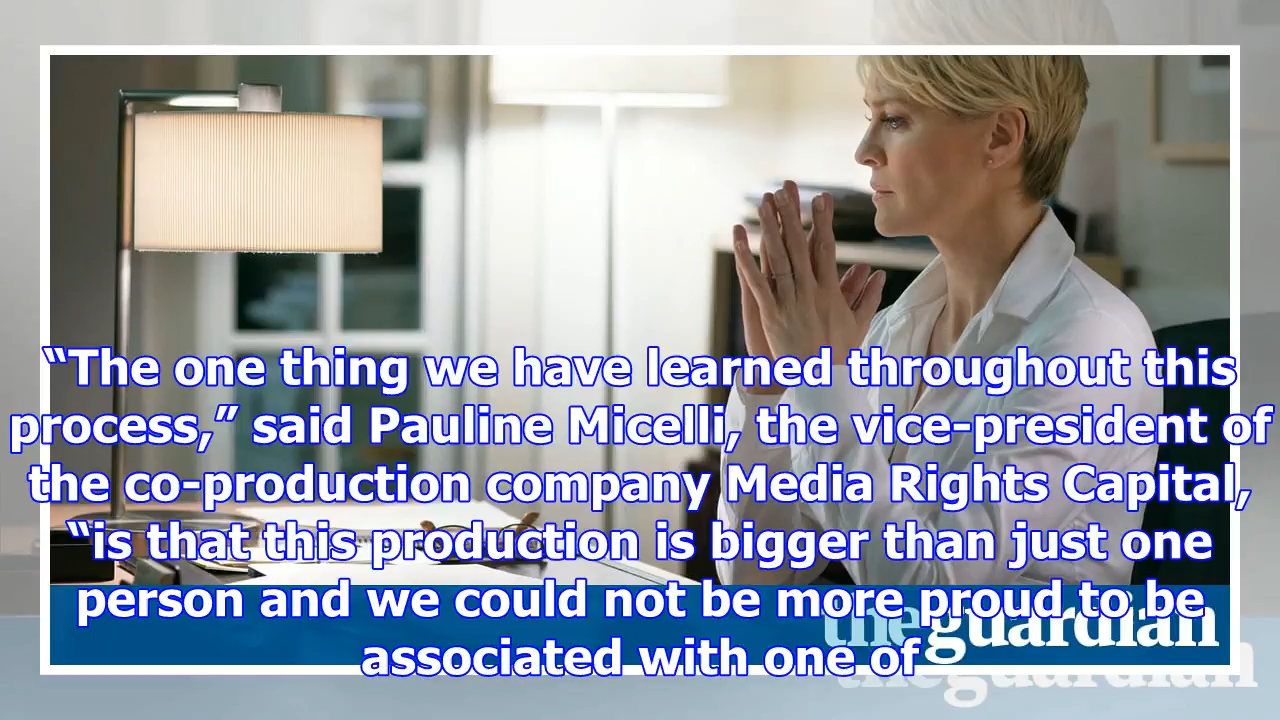 “The one thing we have learned throughout this
process,” said Pauline Micelli, the vice-president of
the co-production company Media Rights Capital,
“is that this production is bigger than just one
person and we could not be more proud to be
associated with one of
theguardian
theguardian